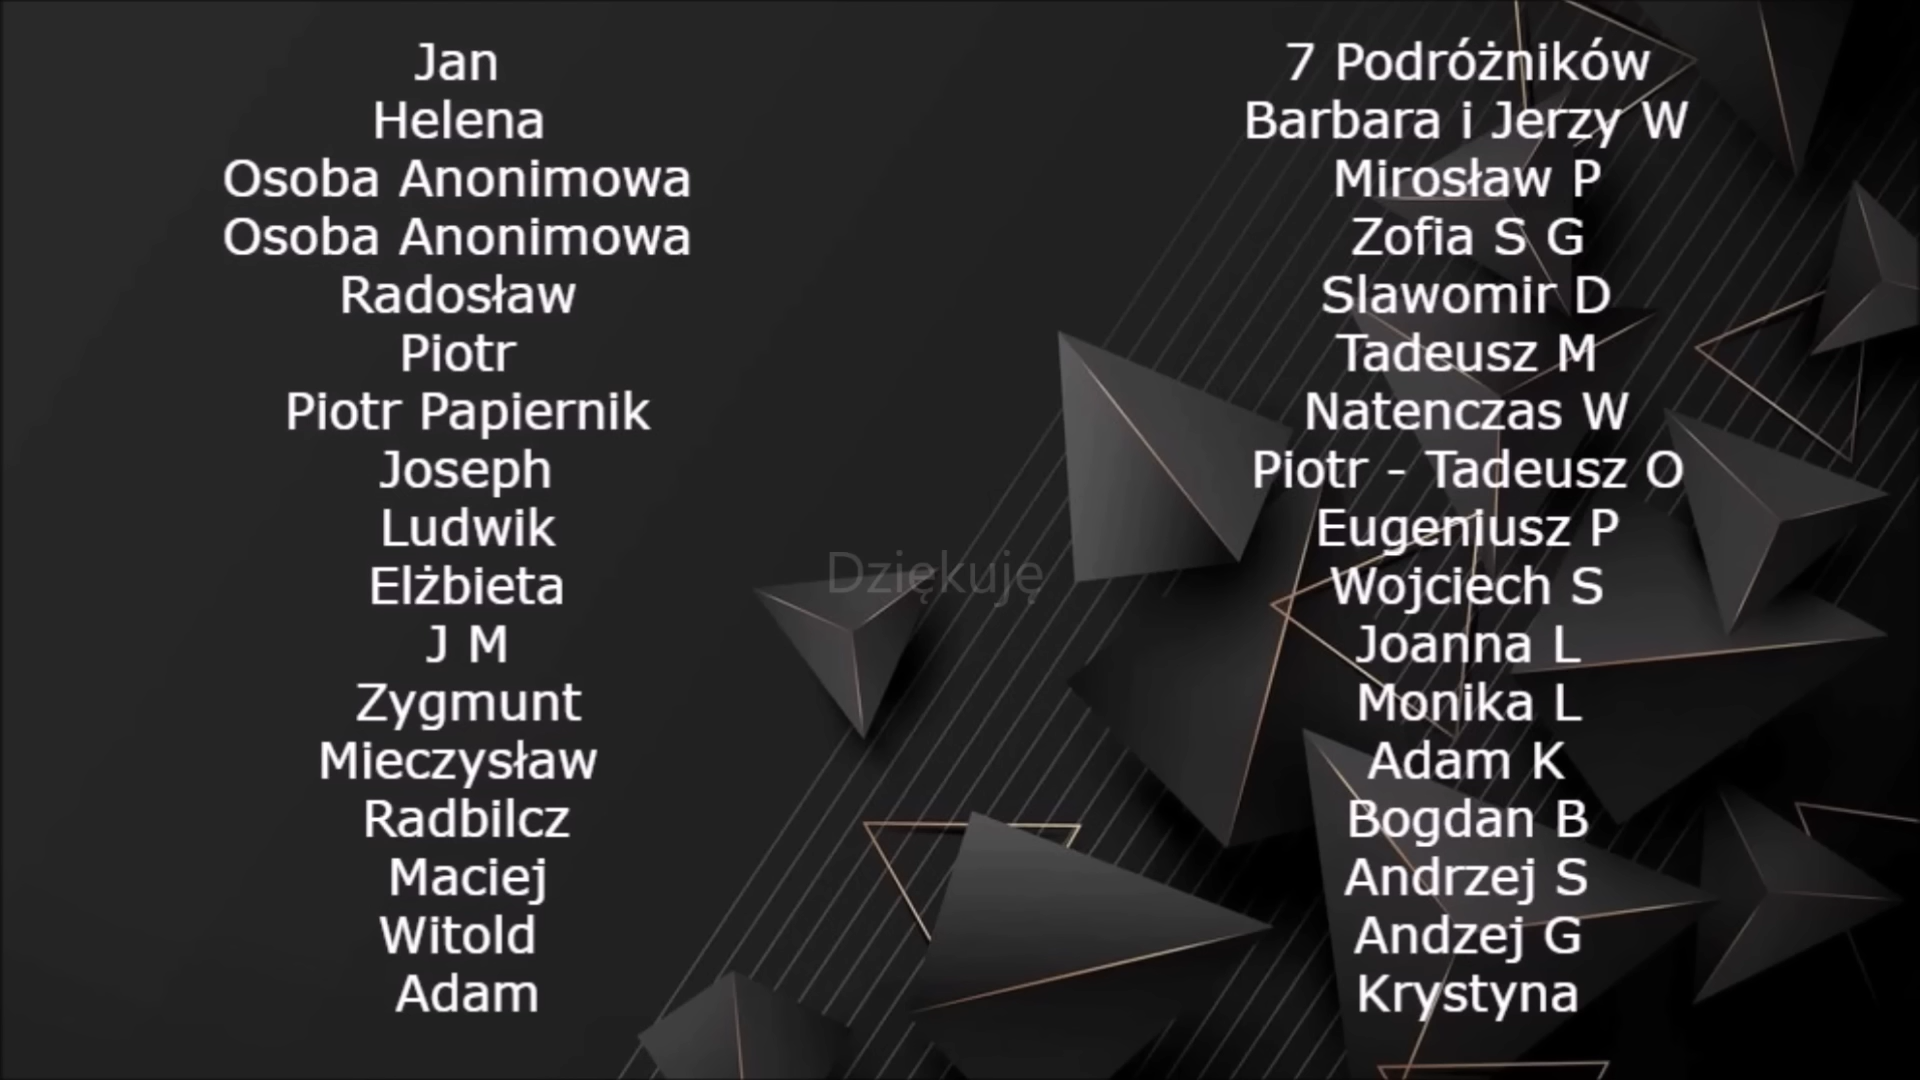 Jan
Helena
Osoba Anonimowa
Osoba Anonimowa
Radosław
Piotr
Piotr Papiernik
Joseph
Ludwik
Elżbieta
J M
Zygmunt
Mieczysław
Radbilcz
Maciej
Witold
Adam
Dziękuję
7 Podróżników
Barbara i Jerzy W
Mirosław P
Zofia S G
Slawomir D
Tadeusz M
Natenczas W
Piotr - Tadeusz O
Eugeniusz P
Wojciech S
Joanna L
Monika L
Adam K
Bogdan B
Andrzej S
Andzej G
Krystyna